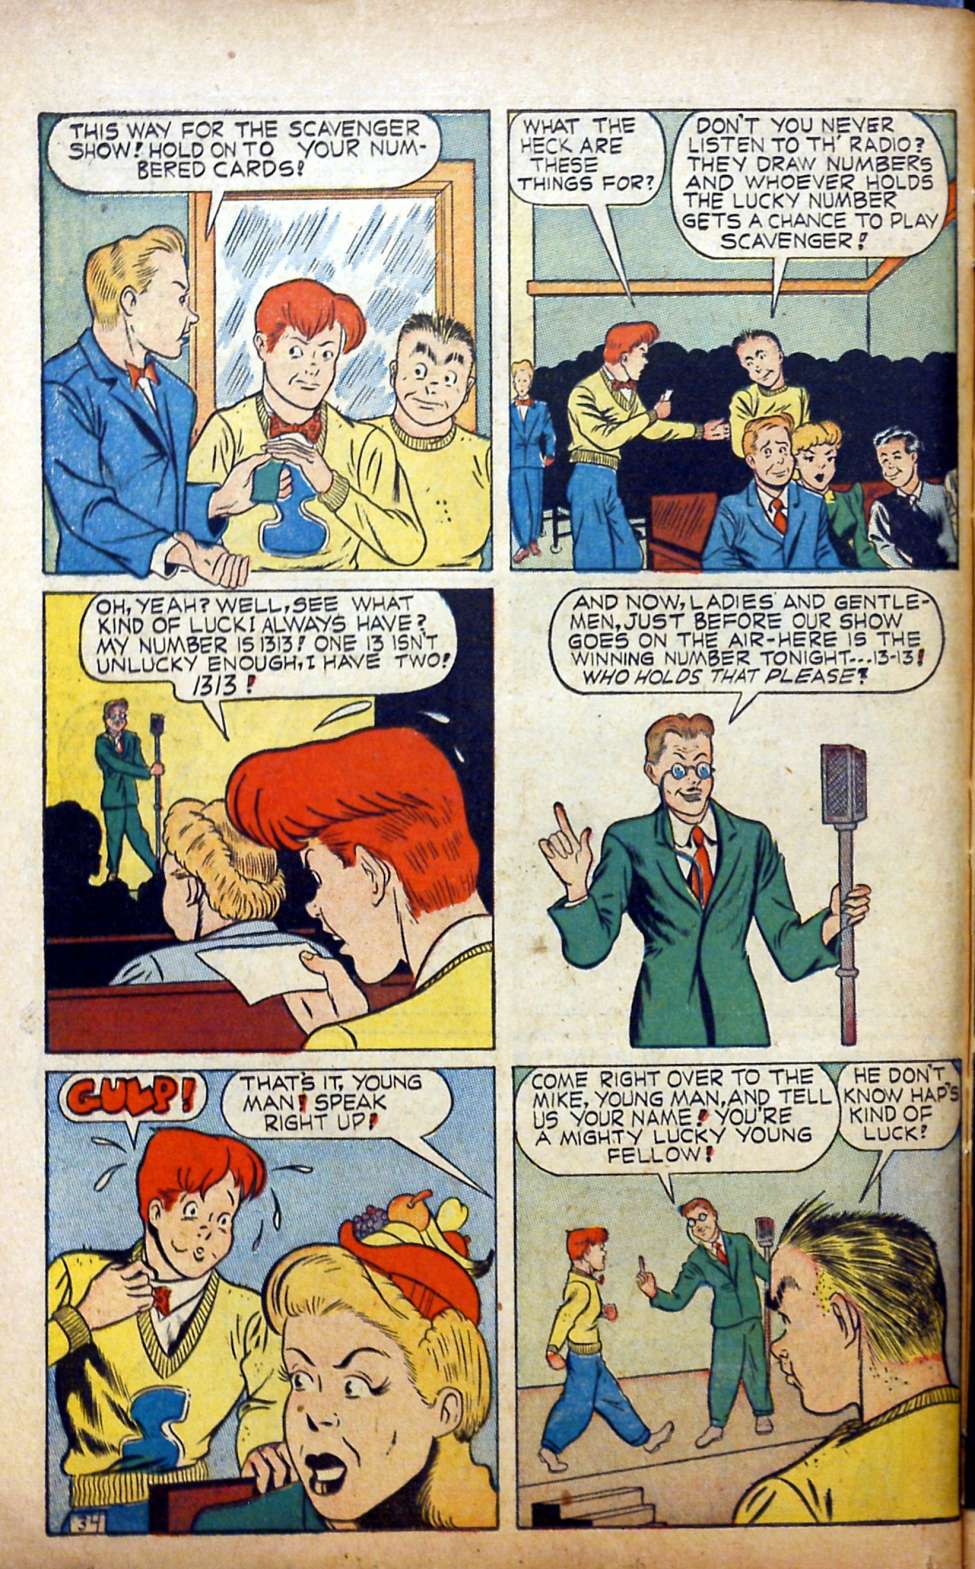 THIS WAY FOR THE SCAVENGER
SHOW! HOLD ON TO YOUR NUM-
BERED CARDS!
WHAT THE
HECK ARE
THESE
THINGS FOR?
DON'T YOU NEVER
LISTEN TO TH' RADIO?
THEY DRAW NUMBERS
AND WHOEVER HOLDS
THE LUCKY NUMBER
GETS A CHANCE TO PLAY
SCAVENGER!
OH, YEAH? WELL, SEE WHAT
KIND OF LUCK I ALWAYS HAVE?
MY NUMBER IS 1313! ONE 13 ISN'T
UNLUCKY ENOUGH, I HAVE TWO!
1313!
AND NOW, LADIES AND GENTLE-
MEN, JUST BEFORE OUR SHOW
GOES ON THE AIR-HERE IS THE
WINNING NUMBER TONIGHT...13-13!
WHO HOLDS THAT PLEASE?
GULP!
THAT'S IT, YOUNG
MAN! SPEAK
RIGHT UP!
COME RIGHT OVER TO THE
MIKE, YOUNG MAN, AND TELL
US YOUR NAME! YOU'RE
A MIGHTY LUCKY YOUNG
FELLOW!
HE DON'T
KNOW HAP'S
KIND OF
LUCK!
34